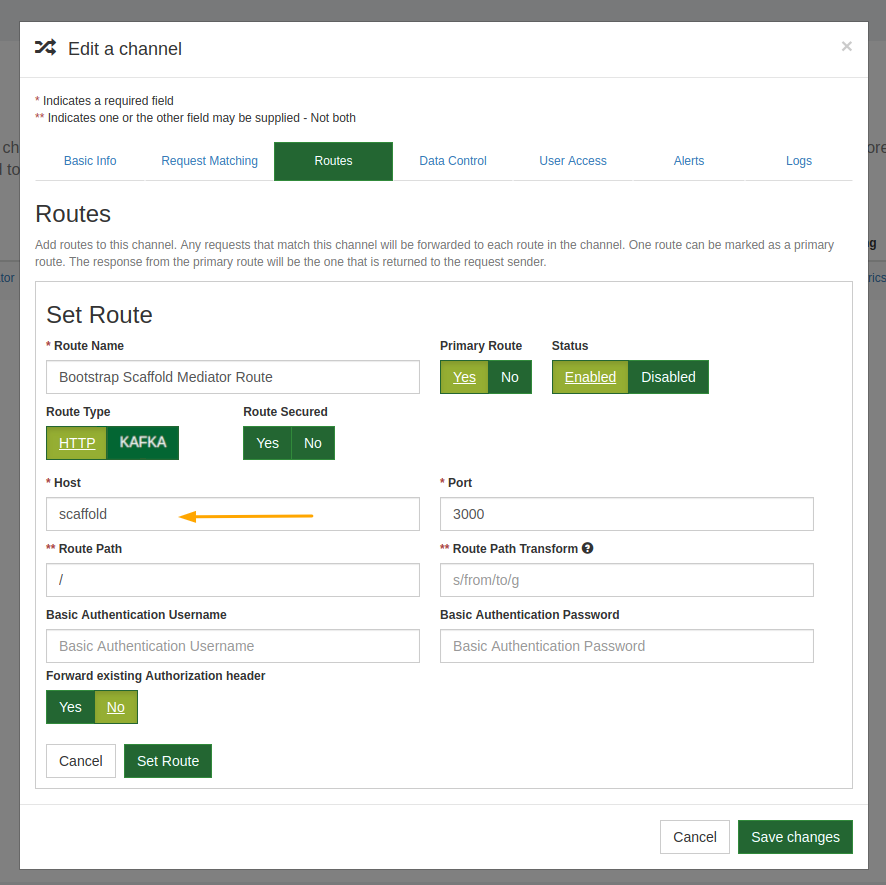 Edit a channel ×
* Indicates a required field
** Indicates one or the other field may be supplied - Not both
Basic Info Request Matching Routes Data Control User Access Alerts Logs
Routes
Add routes to this channel. Any requests that match this channel will be forwarded to each route in the channel. One route can be marked as a primary
route. The response from the primary route will be the one that is returned to the request sender.
Set Route
* Route Name Primary Route Status
Bootstrap Scaffold Mediator Route Yes No Enabled Disabled
Route Type Route Secured
HTTP KAFKA Yes No
* Host * Port
scaffold 3000
** Route Path ** Route Path Transform ?
/ s/from/to/g
Basic Authentication Username Basic Authentication Password
Basic Authentication Username Basic Authentication Password
Forward existing Authorization header
Yes No
Cancel Set Route
Cancel Save changes